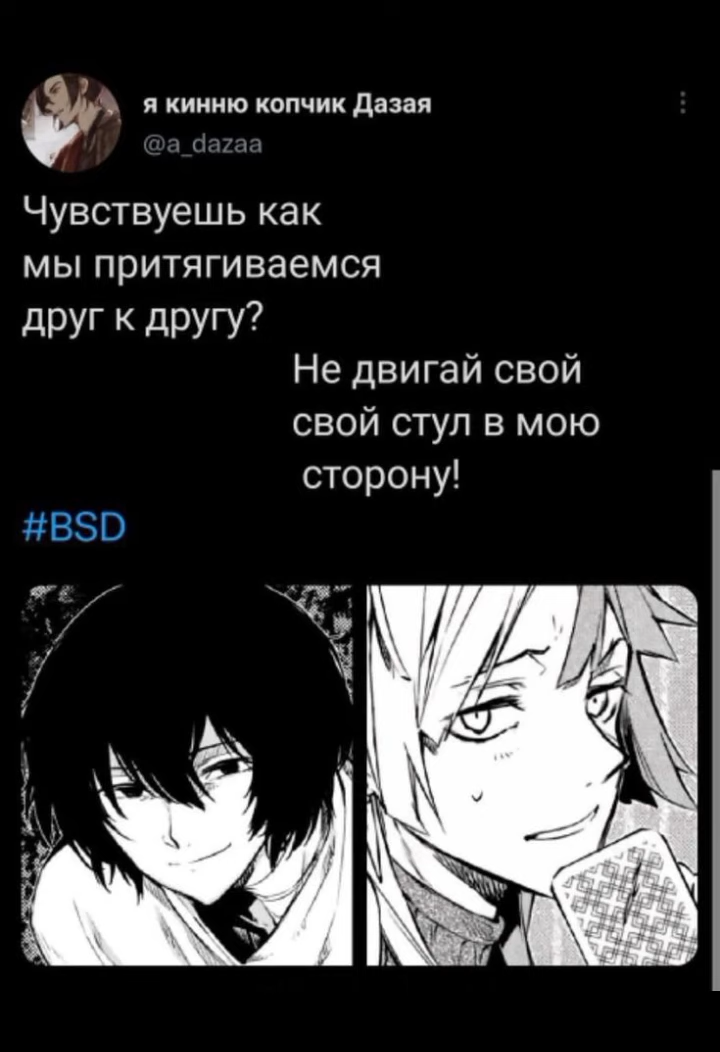 я кинню копчик Дазая
@a_dazaa
Чувствуешь как
мы притягиваемся
друг к другу?
Не двигай свой
свой стул в мою
сторону!
#BSD